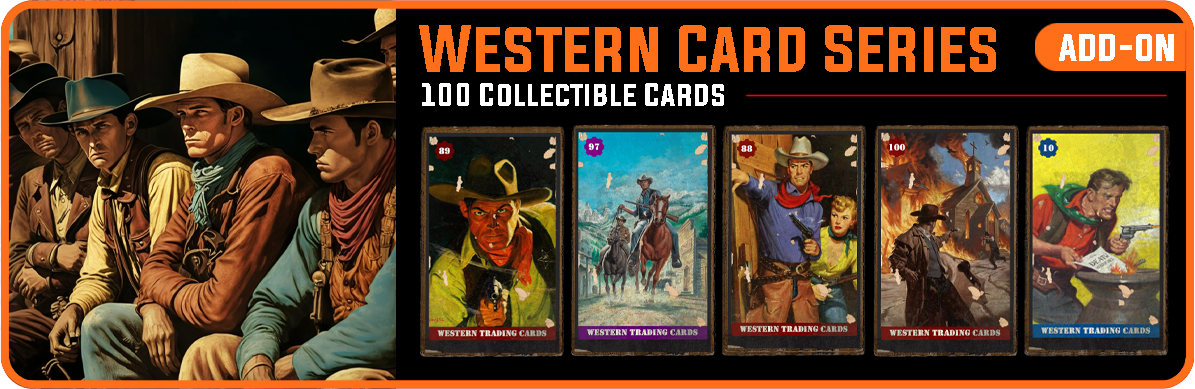 Western Card Series
ADD-ON
100 Collectible Cards
89
97
88
100
10
WESTERN TRADING CARDS
WESTERN TRADING CARDS
WESTERN TRADING CARDS
WESTERN TRADING CARDS
WESTERN TRADING CARDS